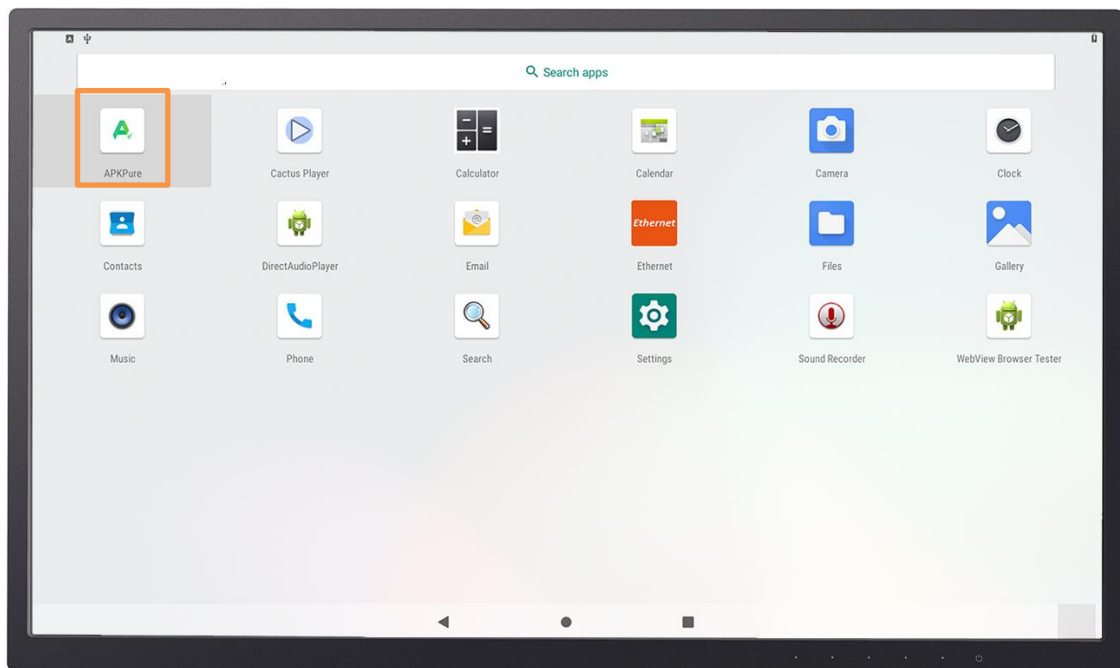 Search apps
APKPure
Cactus Player
Calculator
Calendar
Camera
Clock
Contacts
DirectAudioPlayer
Email
Ethernet
Ethernet
Files
Gallery
Music
Phone
Search
Settings
Sound Recorder
WebView Browser Tester